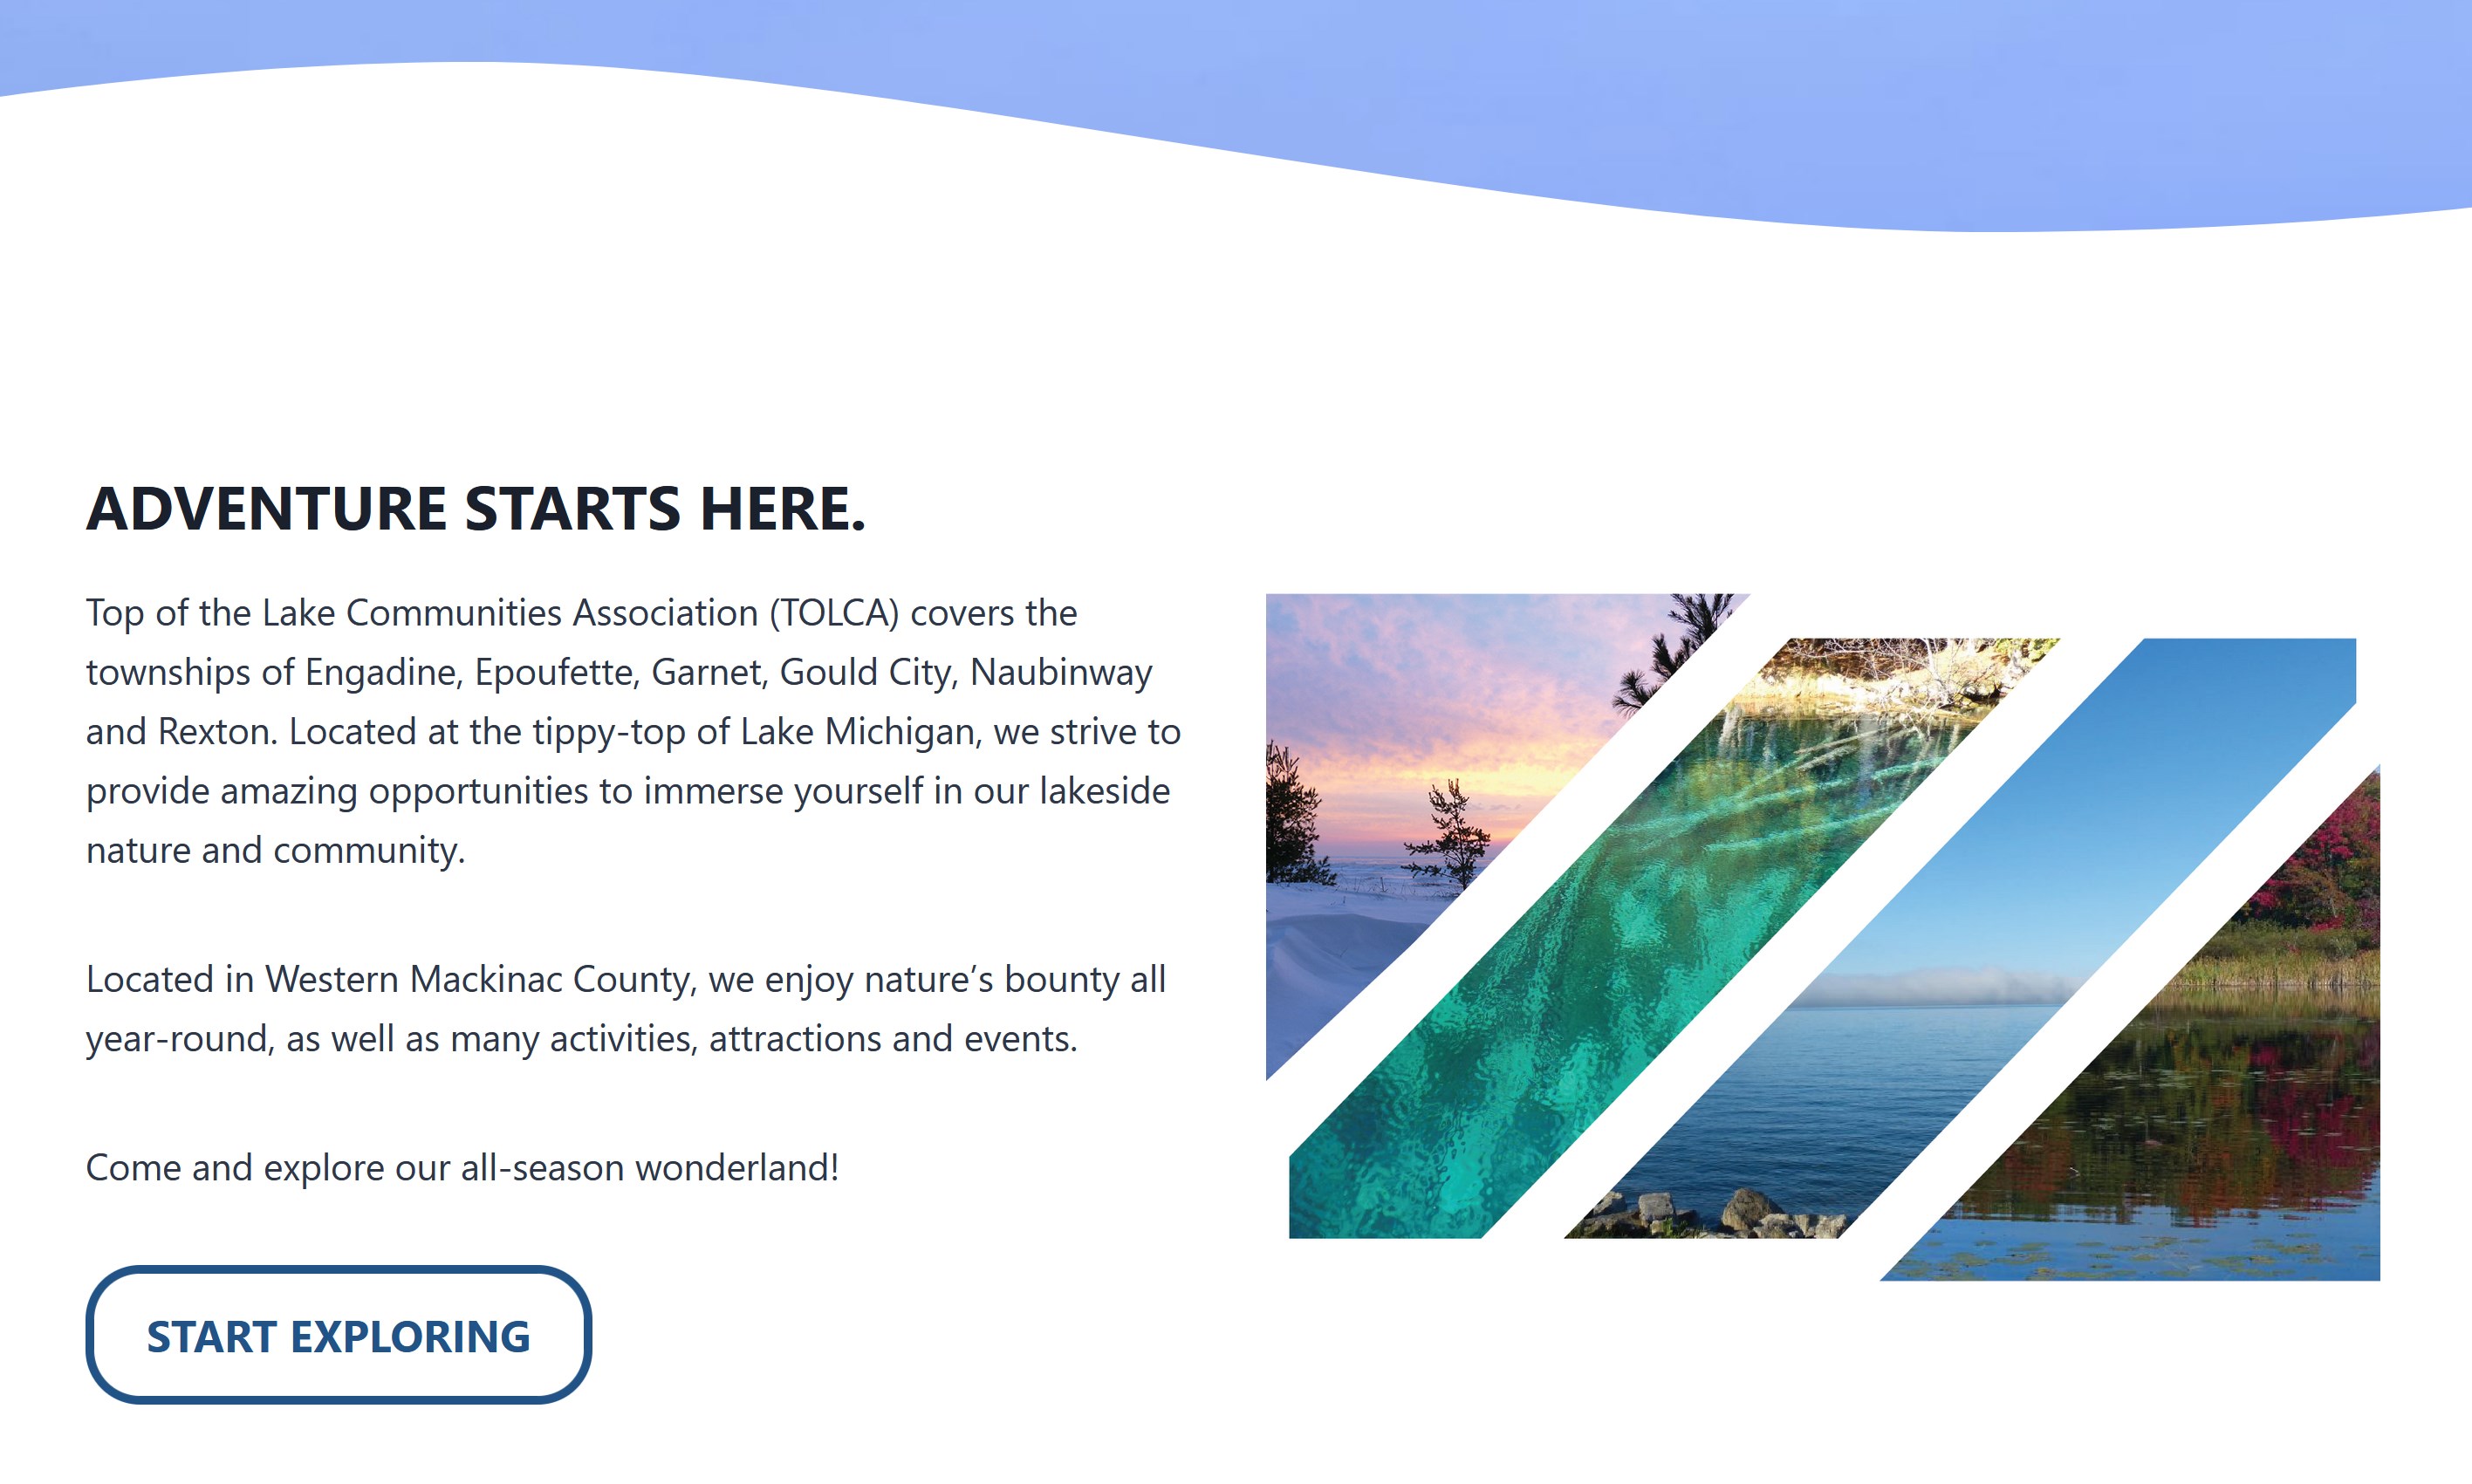 ADVENTURE STARTS HERE.
Top of the Lake Communities Association (TOLCA) covers the
townships of Engadine, Epoufette, Garnet, Gould City, Naubinway
and Rexton. Located at the tippy-top of Lake Michigan, we strive to
provide amazing opportunities to immerse yourself in our lakeside
nature and community.
Located in Western Mackinac County, we enjoy nature’s bounty all
year-round, as well as many activities, attractions and events.
Come and explore our all-season wonderland!
START EXPLORING